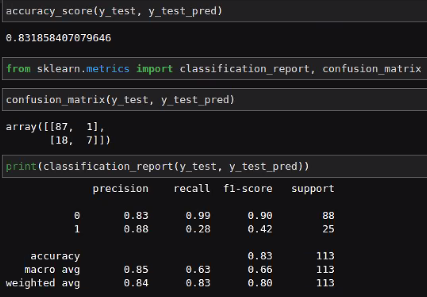 accuracy_score(y_test, y_test_pred)
0.831858407079646
from sklearn.metrics import classification_report, confusion_matrix
confusion_matrix(y_test, y_test_pred)
array([[87,  1],
       [18,  7]])
print(classification_report(y_test, y_test_pred))
              precision    recall  f1-score   support
           0       0.83      0.99      0.90        88
           1       0.88      0.28      0.42        25
    accuracy                           0.83       113
   macro avg       0.85      0.63      0.66       113
weighted avg       0.84      0.83      0.80       113